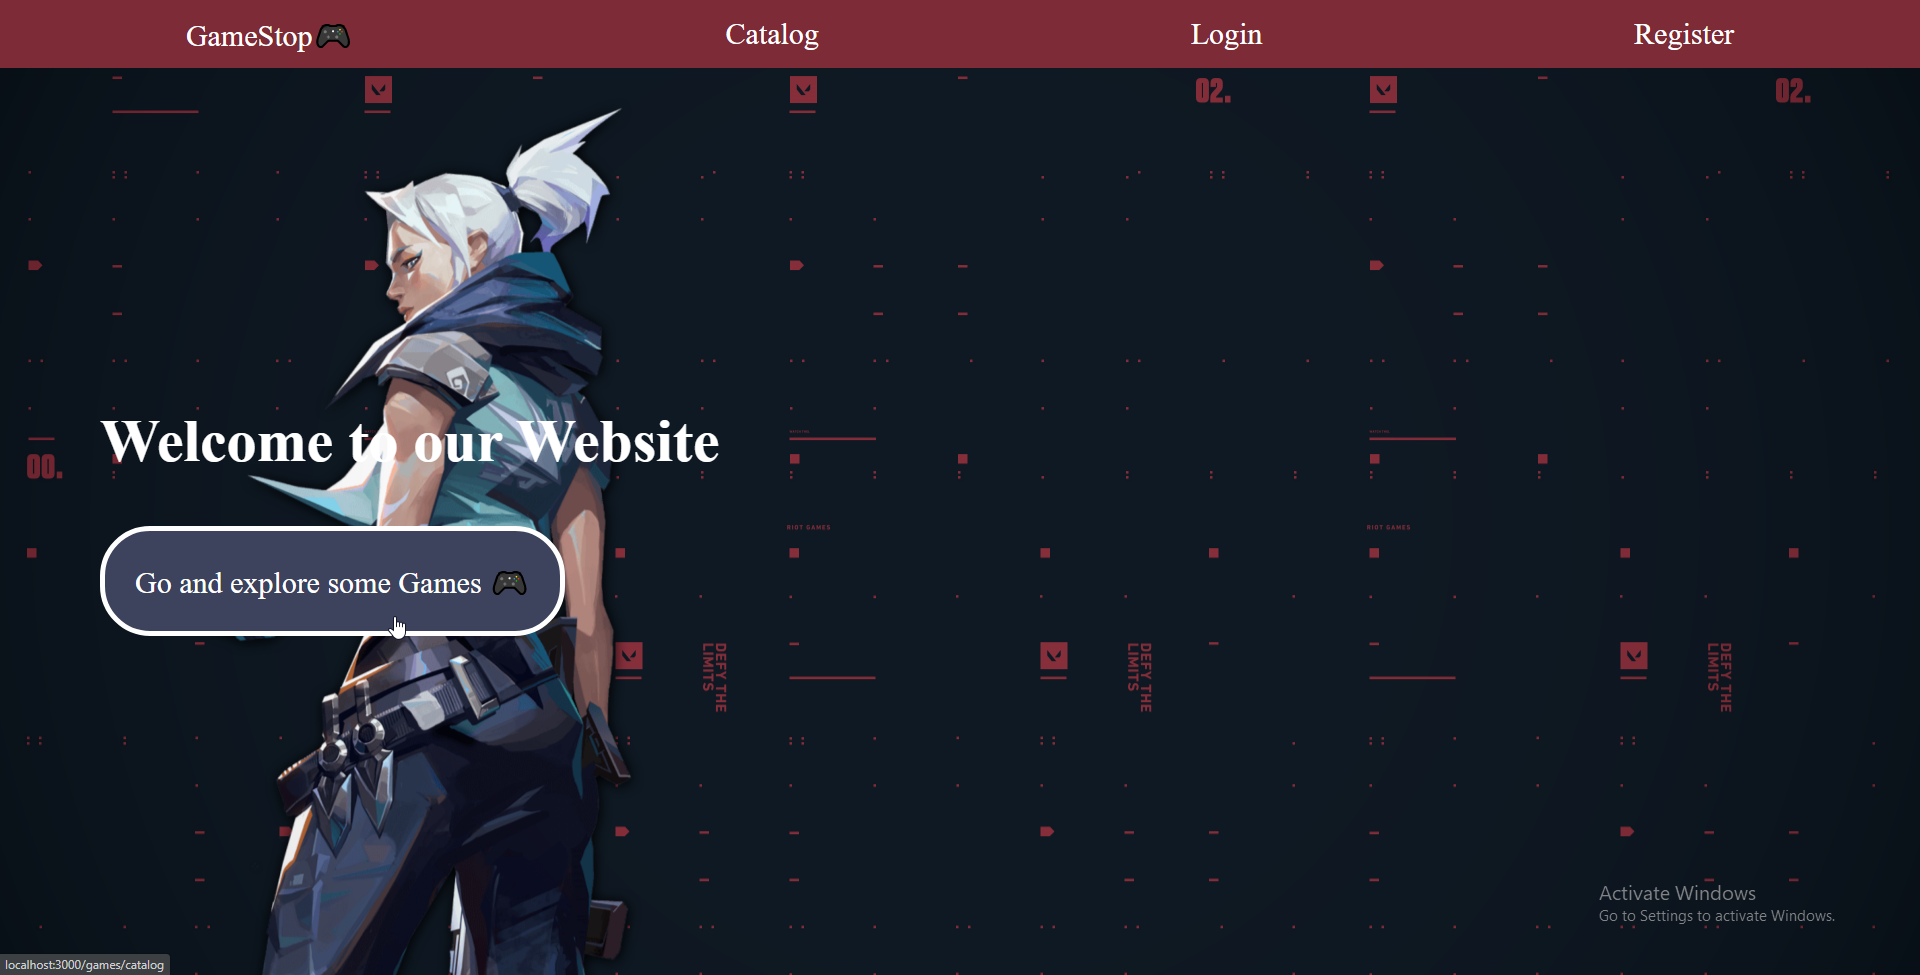 GameStop🎮
Catalog
Login
Register
02.
02.
Welcome to our Website
00.
RIOT GAMES
RIOT GAMES
Go and explore some Games 🎮
DEFY THE
LIMITS
DEFY THE
LIMITS
DEFY THE
LIMITS
Activate Windows
Go to Settings to activate Windows.
localhost:3000/games/catalog